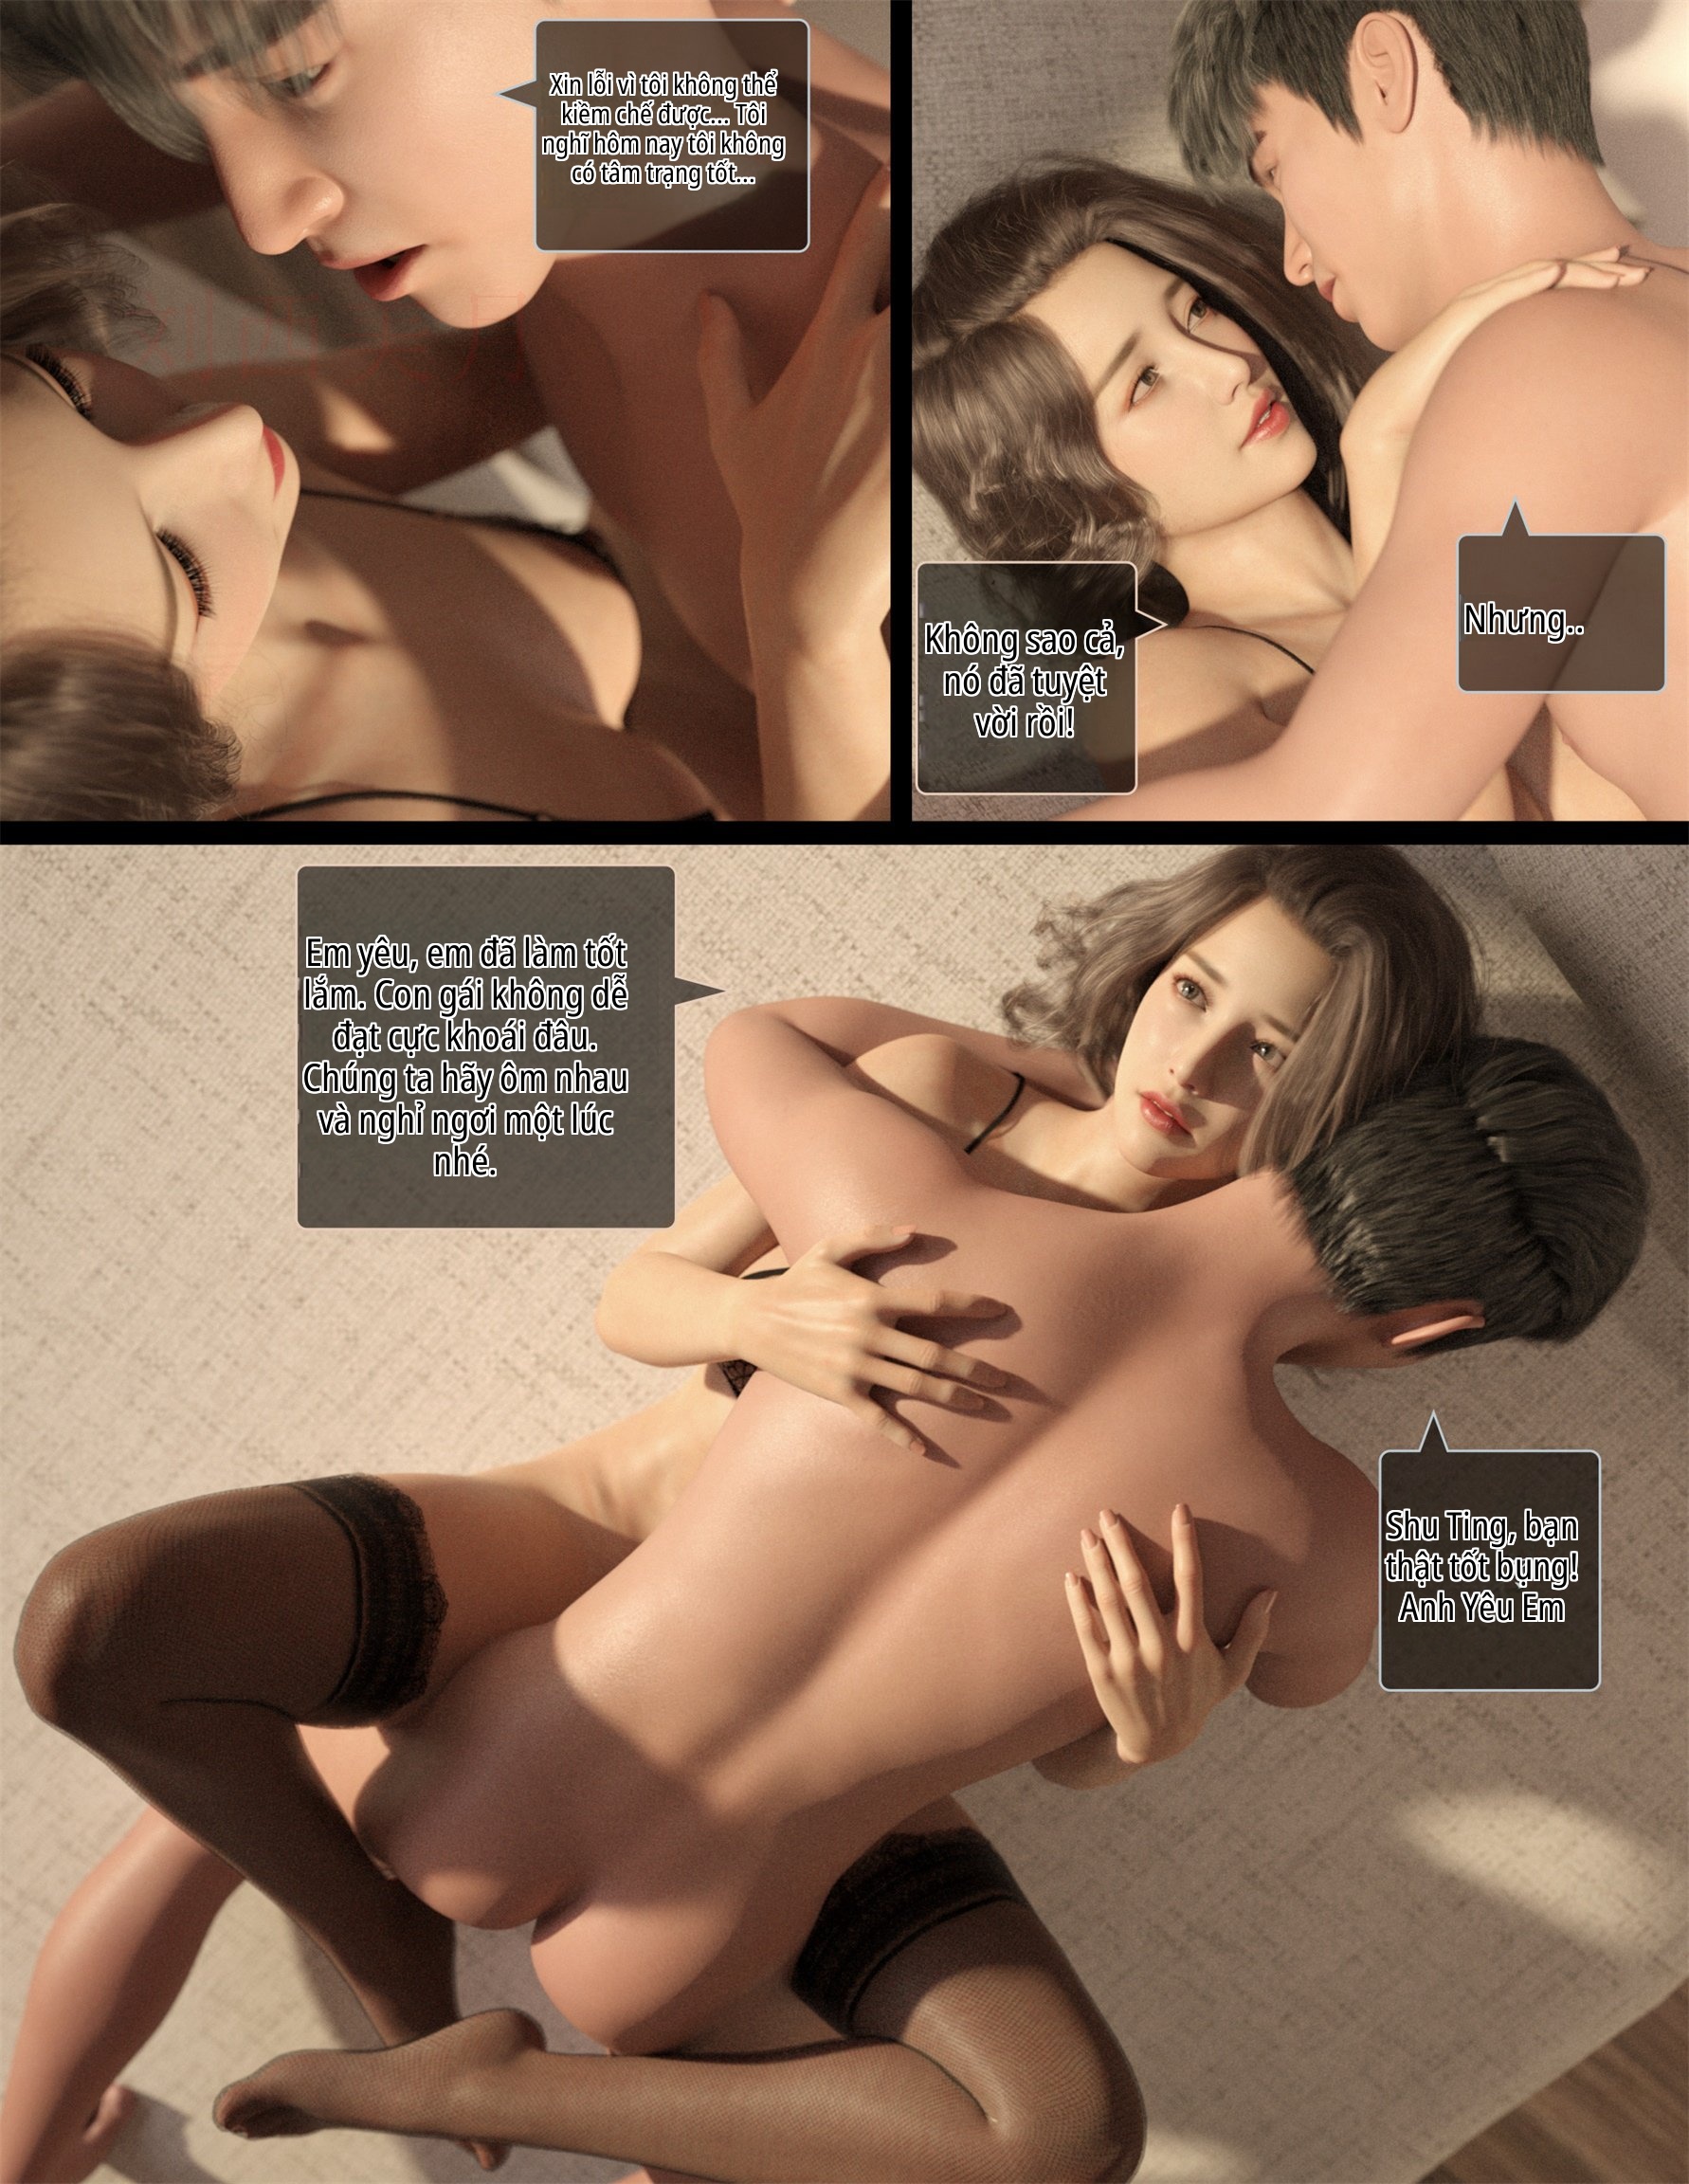 Xin lỗi vì tôi không thể
kiềm chế được... Tôi
nghĩ hôm nay tôi không
có tâm trạng tốt...
Không sao cả,
nó đã tuyệt
vời rồi!
Nhưng..
Em yêu, em đã làm tốt
lắm. Con gái không dễ
đạt cực khoái đâu.
Chúng ta hãy ôm nhau
và nghỉ ngơi một lúc
nhé.
Shu Ting, bạn
thật tốt bụng!
Anh Yêu Em